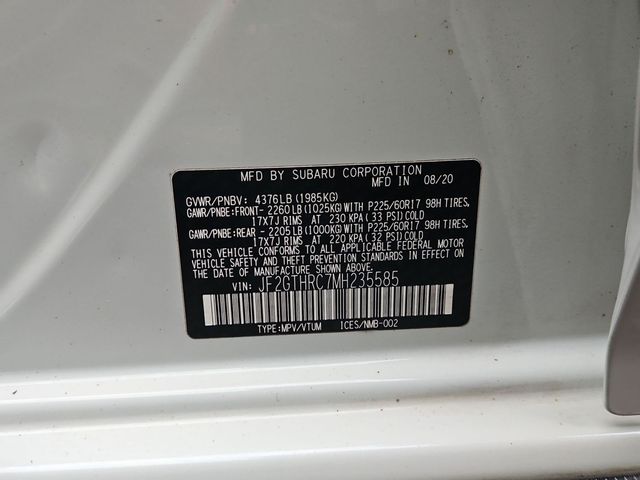 MFD BY SUBARU CORPORATION
MFD IN 08/20
GVWR/PNBV: 4376LB (1985KG)
GAWR/PNBE:FRONT- 2260LB (1025KG) WITH P225/60R17 98H TIRES,
17X7J RIMS AT 230 KPA (33 PSI) COLD
GAWR/PNBE:REAR - 2205LB (1000KG) WITH P225/60R17 98H TIRES,
17X7J RIMS AT 220 KPA (32 PSI) COLD
THIS VEHICLE CONFORMS TO ALL APPLICABLE FEDERAL MOTOR
VEHICLE SAFETY AND THEFT PREVENTION STANDARDS IN EFFECT
ON THE DATE OF MANUFACTURE SHOWN ABOVE.
VIN: JF2GTHRC7MH235585
TYPE:MPV/VTUM ICES/NMB-002